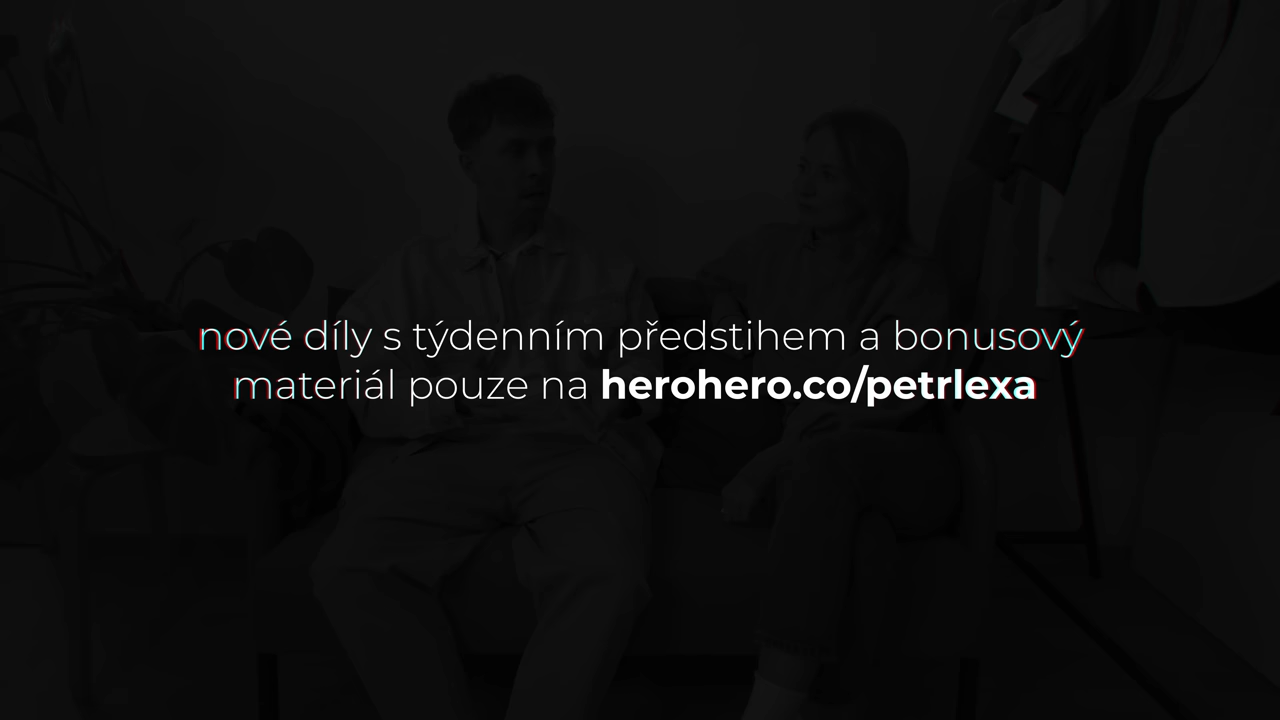 nové díly s týdenním předstihem a bonusový
materiál pouze na herohero.co/petrlexa